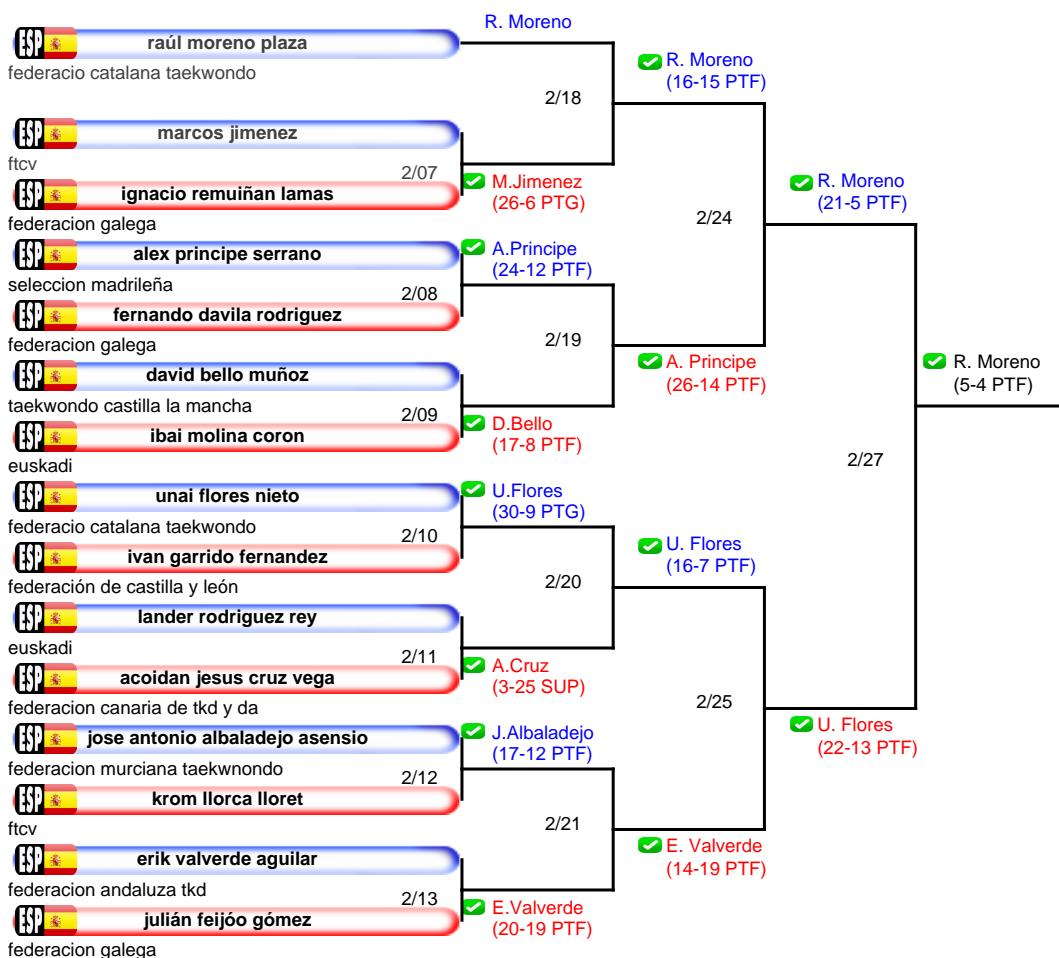 R. Moreno
ESP raúl moreno plaza
federacio catalana taekwondo
R. Moreno
(16-15 PTF)
2/18
ESP marcos jimenez
ftcv
2/07
M.Jimenez
(26-6 PTG)
ESP ignacio remuiñan lamas
federacion galega
R. Moreno
(21-5 PTF)
2/24
ESP alex principe serrano
seleccion madrileña
A.Principe
(24-12 PTF)
2/08
ESP fernando davila rodriguez
federacion galega
2/19
A. Principe
(26-14 PTF)
ESP david bello muñoz
taekwondo castilla la mancha
2/09
D.Bello
(17-8 PTF)
ESP ibai molina coron
euskadi
R. Moreno
(5-4 PTF)
2/27
ESP unai flores nieto
federacio catalana taekwondo
U.Flores
(30-9 PTG)
2/10
ESP ivan garrido fernandez
federación de castilla y león
U. Flores
(16-7 PTF)
2/20
ESP lander rodriguez rey
euskadi
2/11
A.Cruz
(3-25 SUP)
ESP acoidan jesus cruz vega
federacion canaria de tkd y da
2/25
U. Flores
(22-13 PTF)
ESP jose antonio albaladejo asensio
federacion murciana taekwnondo
J.Albaladejo
(17-12 PTF)
2/12
ESP krom llorca lloret
ftcv
2/21
E. Valverde
(14-19 PTF)
ESP erik valverde aguilar
federacion andaluza tkd
2/13
E.Valverde
(20-19 PTF)
ESP julián feijóo gómez
federacion galega